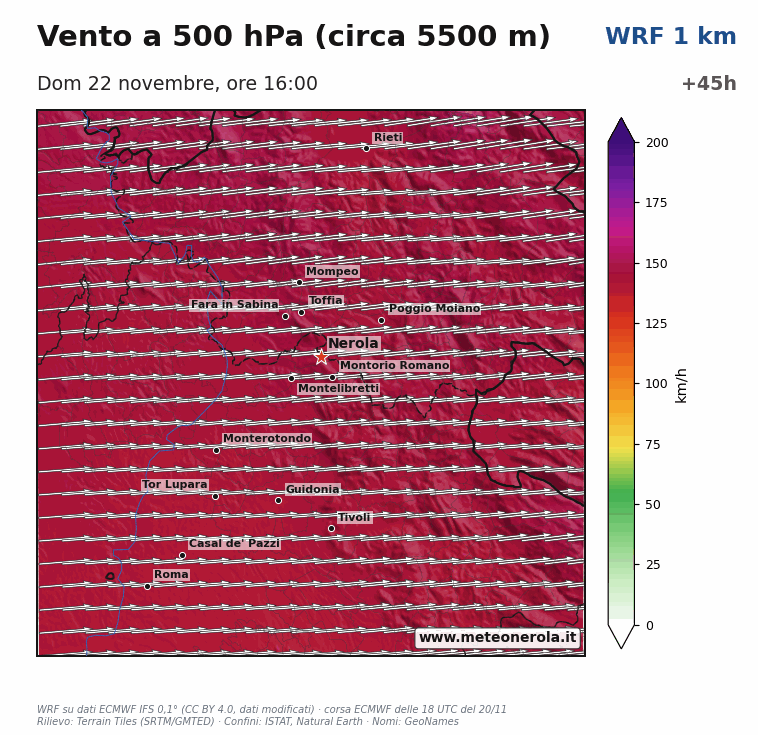 Vento a 500 hPa (circa 5500 m)
WRF 1 km
Dom 22 novembre, ore 16:00
+45h
Rieti
Mompeo
Toffia
Fara in Sabina
Poggio Moiano
Nerola
Montorio Romano
Montelibretti
Monterotondo
Tor Lupara
Guidonia
Tivoli
Casal de' Pazzi
Roma
www.meteonerola.it
200
175
150
125
100
75
50
25
0
km/h
WRF su dati ECMWF IFS 0,1° (CC BY 4.0, dati modificati) · corsa ECMWF delle 18 UTC del 20/11
Rilievo: Terrain Tiles (SRTM/GMTED) · Confini: ISTAT, Natural Earth · Nomi: GeoNames